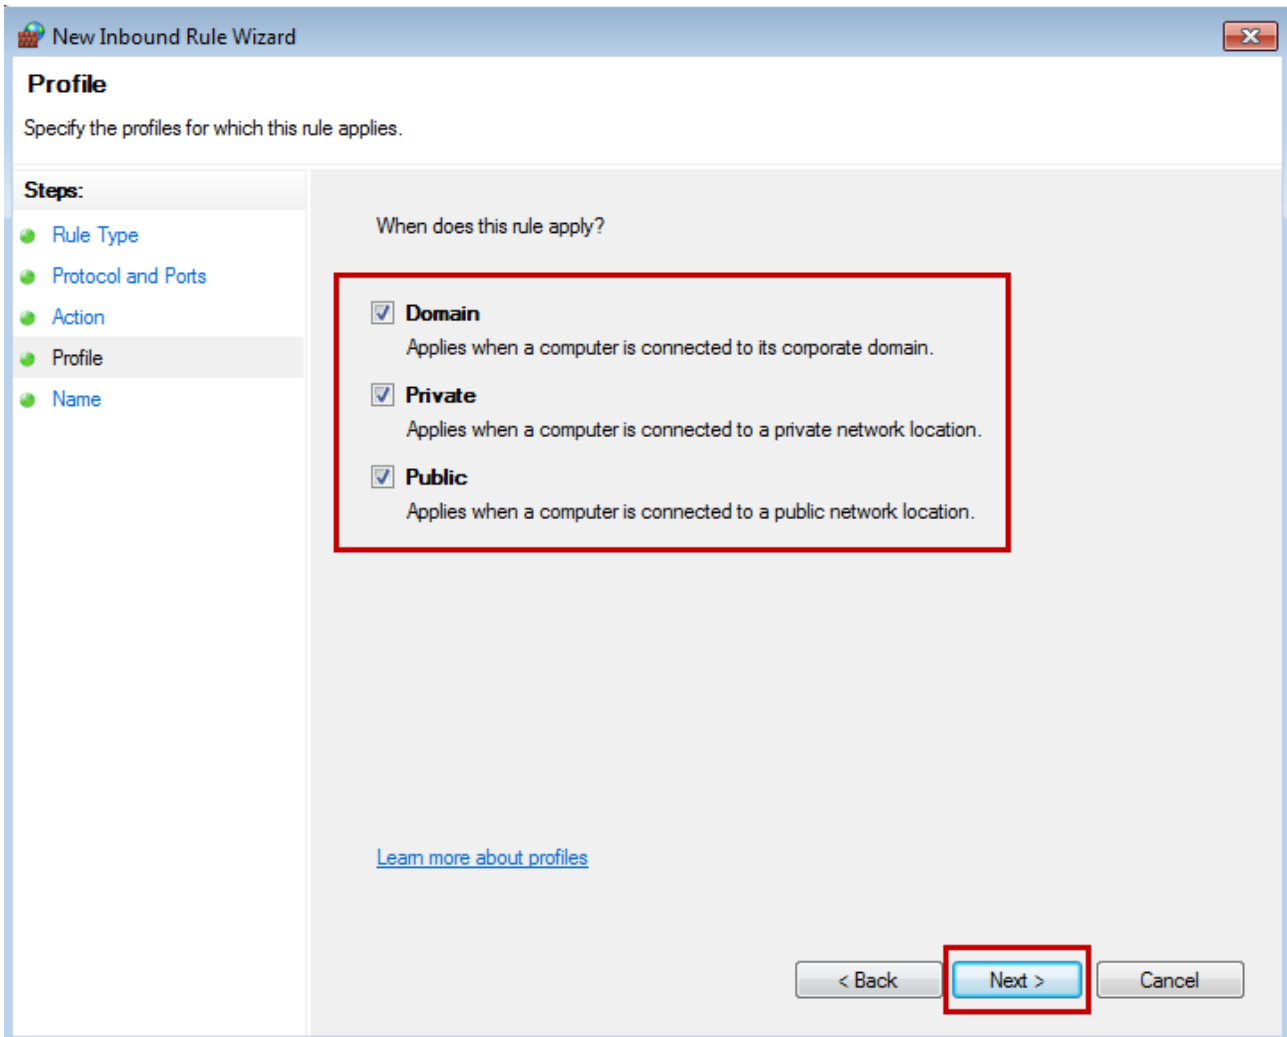 New Inbound Rule Wizard
Profile
Specify the profiles for which this rule applies.
Steps:
Rule Type
Protocol and Ports
Action
Profile
Name
When does this rule apply?
Domain
Applies when a computer is connected to its corporate domain.
Private
Applies when a computer is connected to a private network location.
Public
Applies when a computer is connected to a public network location.
Learn more about profiles
< Back
Next >
Cancel